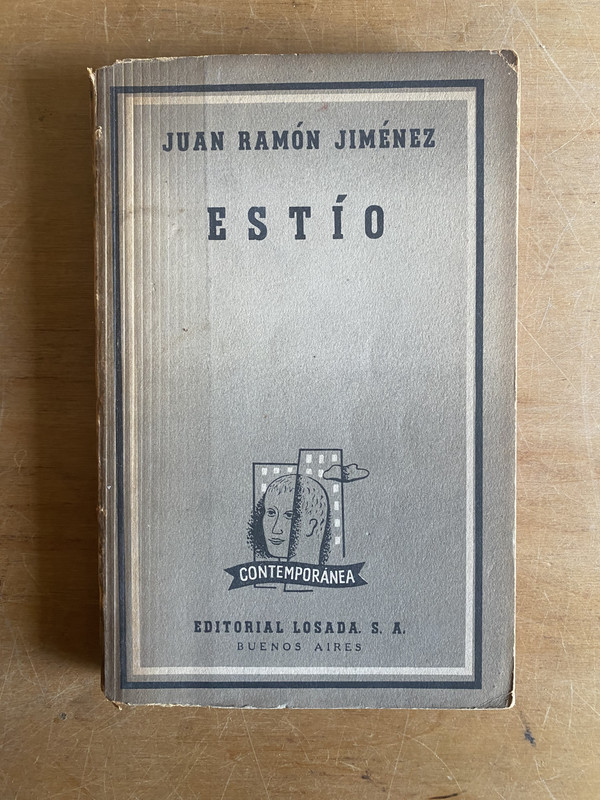 JUAN RAMÓN JIMÉNEZ
ESTÍO
CONTEMPORÁNEA
EDITORIAL LOSADA. S. A.
BUENOS AIRES